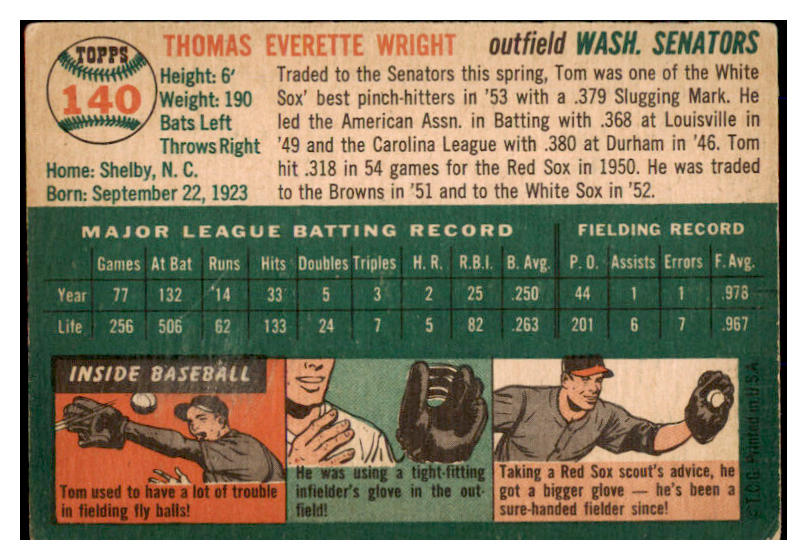 TOPPS
140
THOMAS EVERETTE WRIGHT outfield WASH. SENATORS
Height: 6'
Weight: 190
Bats Left
Throws Right
Home: Shelby, N. C.
Born: September 22, 1923
Traded to the Senators this spring, Tom was one of the White
Sox' best pinch-hitters in '53 with a .379 Slugging Mark. He
led the American Assn. in Batting with .368 at Louisville in
'49 and the Carolina League with .380 at Durham in '46. Tom
hit .318 in 54 games for the Red Sox in 1950. He was traded
to the Browns in '51 and to the White Sox in '52.
MAJOR LEAGUE BATTING RECORD FIELDING RECORD
Games At Bat Runs Hits Doubles Triples H. R. R.B.I. B. Avg. P. O. Assists Errors F. Avg.
Year 77 132 '14 33 5 3 2 25 .250 44 1 1 .978
Life 256 506 62 133 24 7 5 82 .263 201 6 7 .967
INSIDE BASEBALL
Tom used to have a lot of trouble
in fielding fly balls!
He was using a tight-fitting
infielder's glove in the out-
field!
Taking a Red Sox scout's advice, he
got a bigger glove — he's been a
sure-handed fielder since!
©T.C.G. Printed in U.S.A.